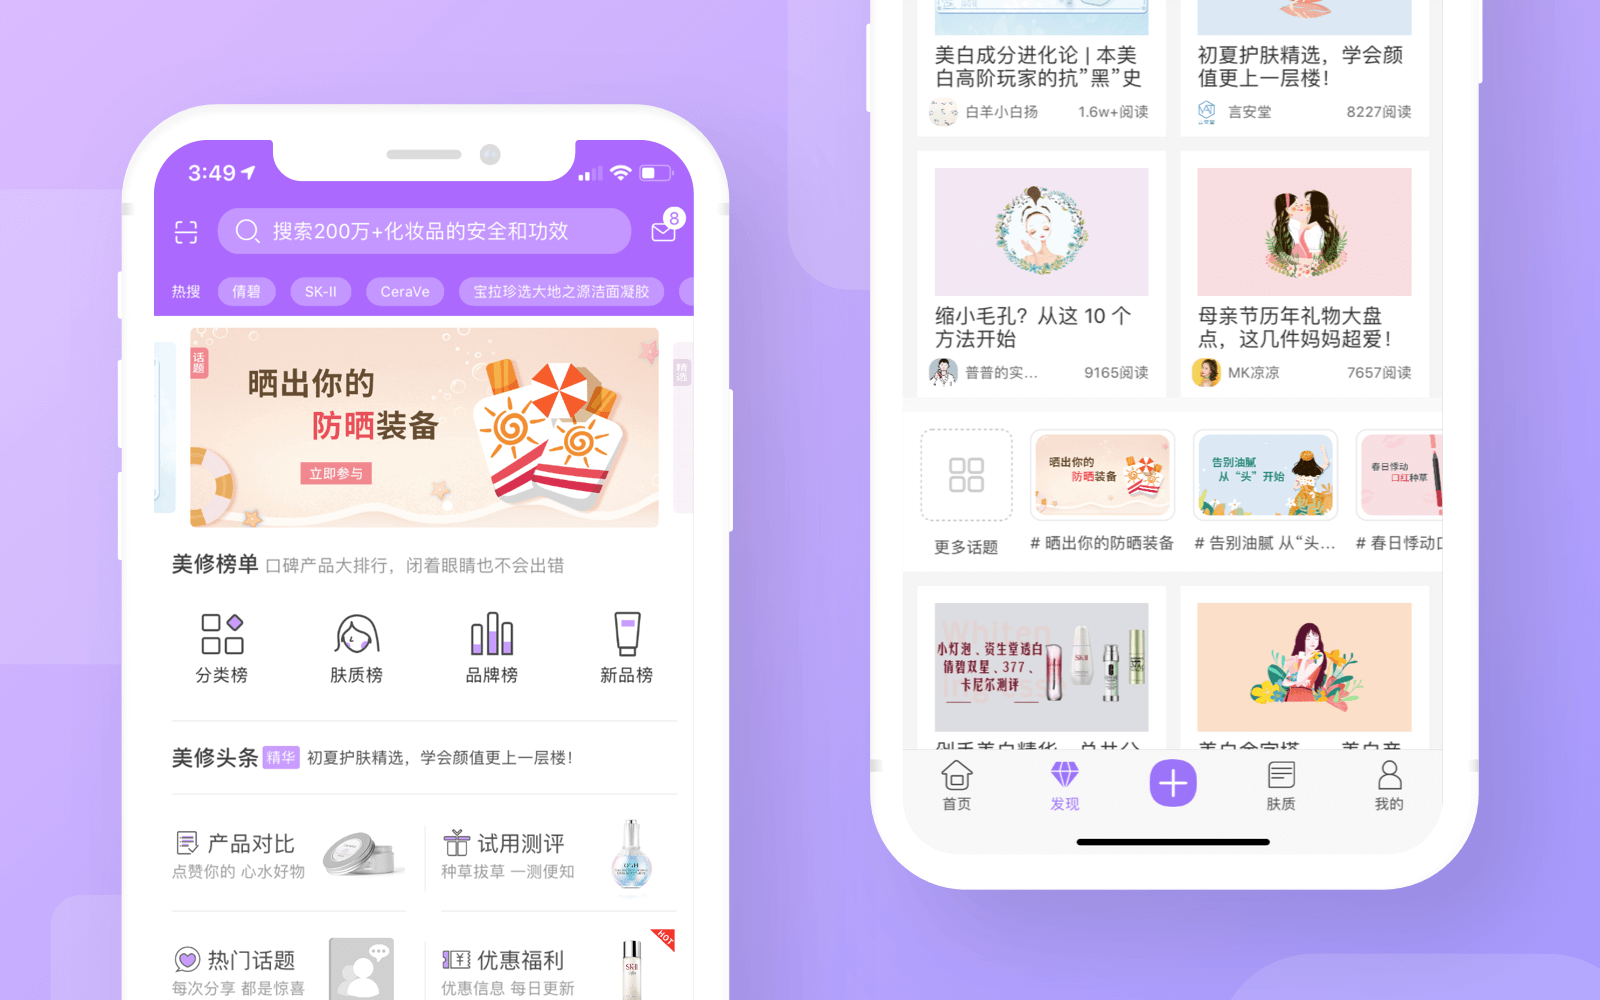 3:49
搜索200万+化妆品的安全和功效
8
热搜
倩碧
SK-II
CeraVe
宝拉珍选大地之源洁面凝胶
话题
晒出你的
防晒装备
立即参与
精选
美修榜单 口碑产品大排行，闭着眼睛也不会出错
分类榜
肤质榜
品牌榜
新品榜
美修头条 精华 初夏护肤精选，学会颜值更上一层楼！
产品对比
点赞你的 心水好物
试用测评
种草拔草 一测便知
热门话题
每次分享 都是惊喜
优惠福利
优惠信息 每日更新
HOT
SK-II
美白成分进化论 | 本美
白高阶玩家的抗”黑”史
白羊小白扬
1.6w+阅读
初夏护肤精选，学会颜
值更上一层楼！
言安堂
8227阅读
缩小毛孔？从这 10 个
方法开始
普普的实...
9165阅读
母亲节历年礼物大盘
点，这几件妈妈超爱！
MK凉凉
7657阅读
更多话题
晒出你的
防晒装备
# 晒出你的防晒装备
告别油腻
从“头”开始
# 告别油腻 从“头...
春日悸动
口红种草
# 春日悸动口
Whiten
小灯泡、资生堂透白
倩碧双星、377、
卡尼尔测评
SK-II
首页
发现
肤质
我的